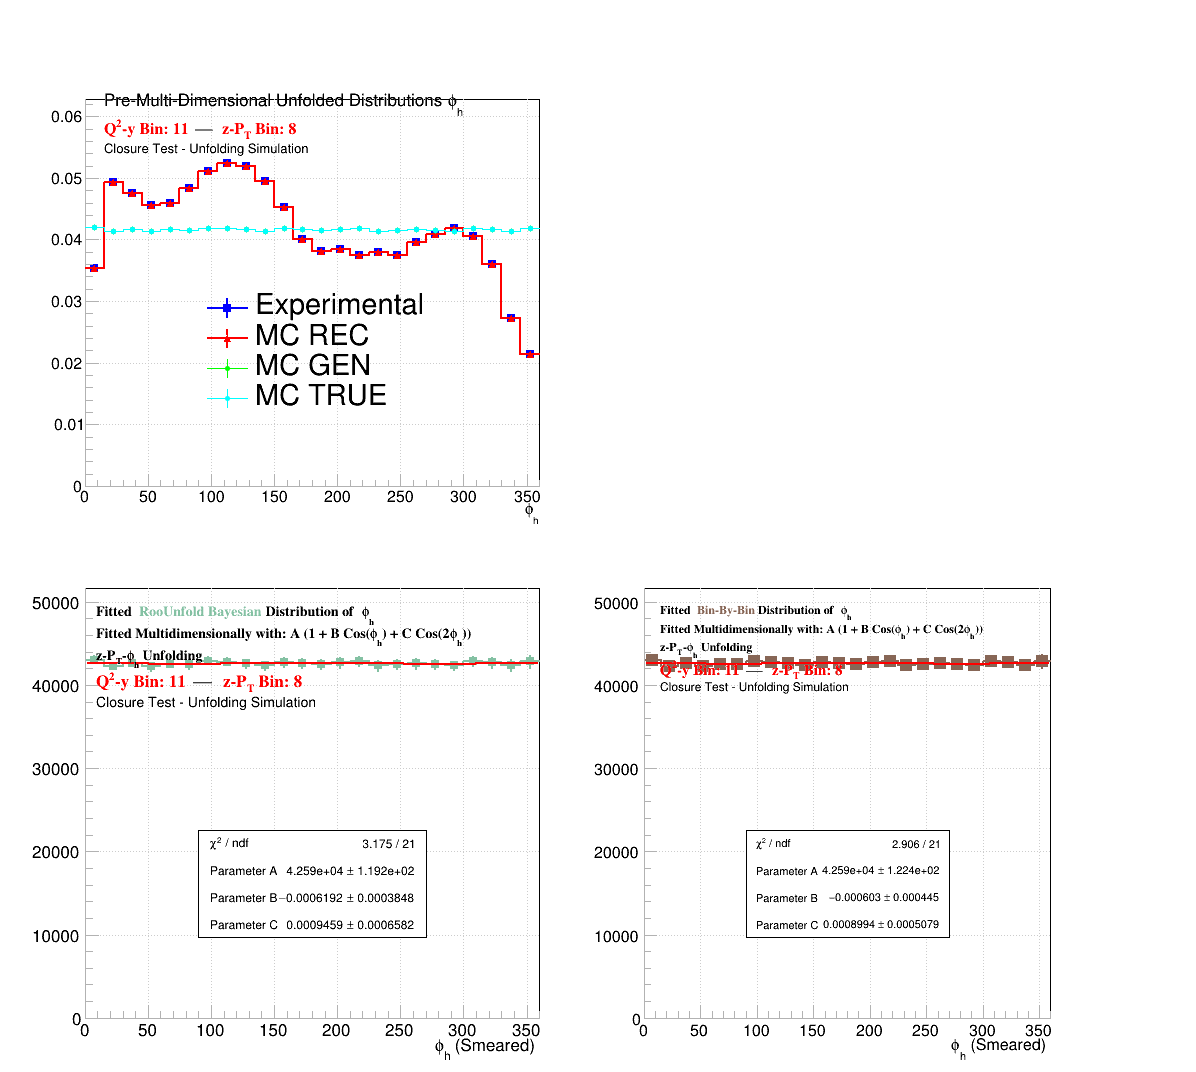 Pre-Multi-Dimensional Unfolded Distributions ϕh
Q²-y Bin: 11 — z-PT Bin: 8
Closure Test - Unfolding Simulation
0.06
0.05
0.04
0.03
0.02
0.01
0
Experimental
MC REC
MC GEN
MC TRUE
0 50 100 150 200 250 300 350
ϕh
Fitted RooUnfold Bayesian Distribution of ϕh
Fitted Multidimensionally with: A (1 + B Cos(ϕh) + C Cos(2ϕh))
z-PT-ϕh Unfolding
Q²-y Bin: 11 — z-PT Bin: 8
Closure Test - Unfolding Simulation
50000
40000
30000
20000
10000
0
χ² / ndf 3.175 / 21
Parameter A 4.259e+04 ± 1.192e+02
Parameter B −0.0006192 ± 0.0003848
Parameter C 0.0009459 ± 0.0006582
0 50 100 150 200 250 300 350
ϕh (Smeared)
Fitted Bin-By-Bin Distribution of ϕh
Fitted Multidimensionally with: A (1 + B Cos(ϕh) + C Cos(2ϕh))
z-PT-ϕh Unfolding
Q²-y Bin: 11 — z-PT Bin: 8
Closure Test - Unfolding Simulation
50000
40000
30000
20000
10000
0
χ² / ndf 2.906 / 21
Parameter A 4.259e+04 ± 1.224e+02
Parameter B −0.000603 ± 0.000445
Parameter C 0.0008994 ± 0.0005079
0 50 100 150 200 250 300 350
ϕh (Smeared)